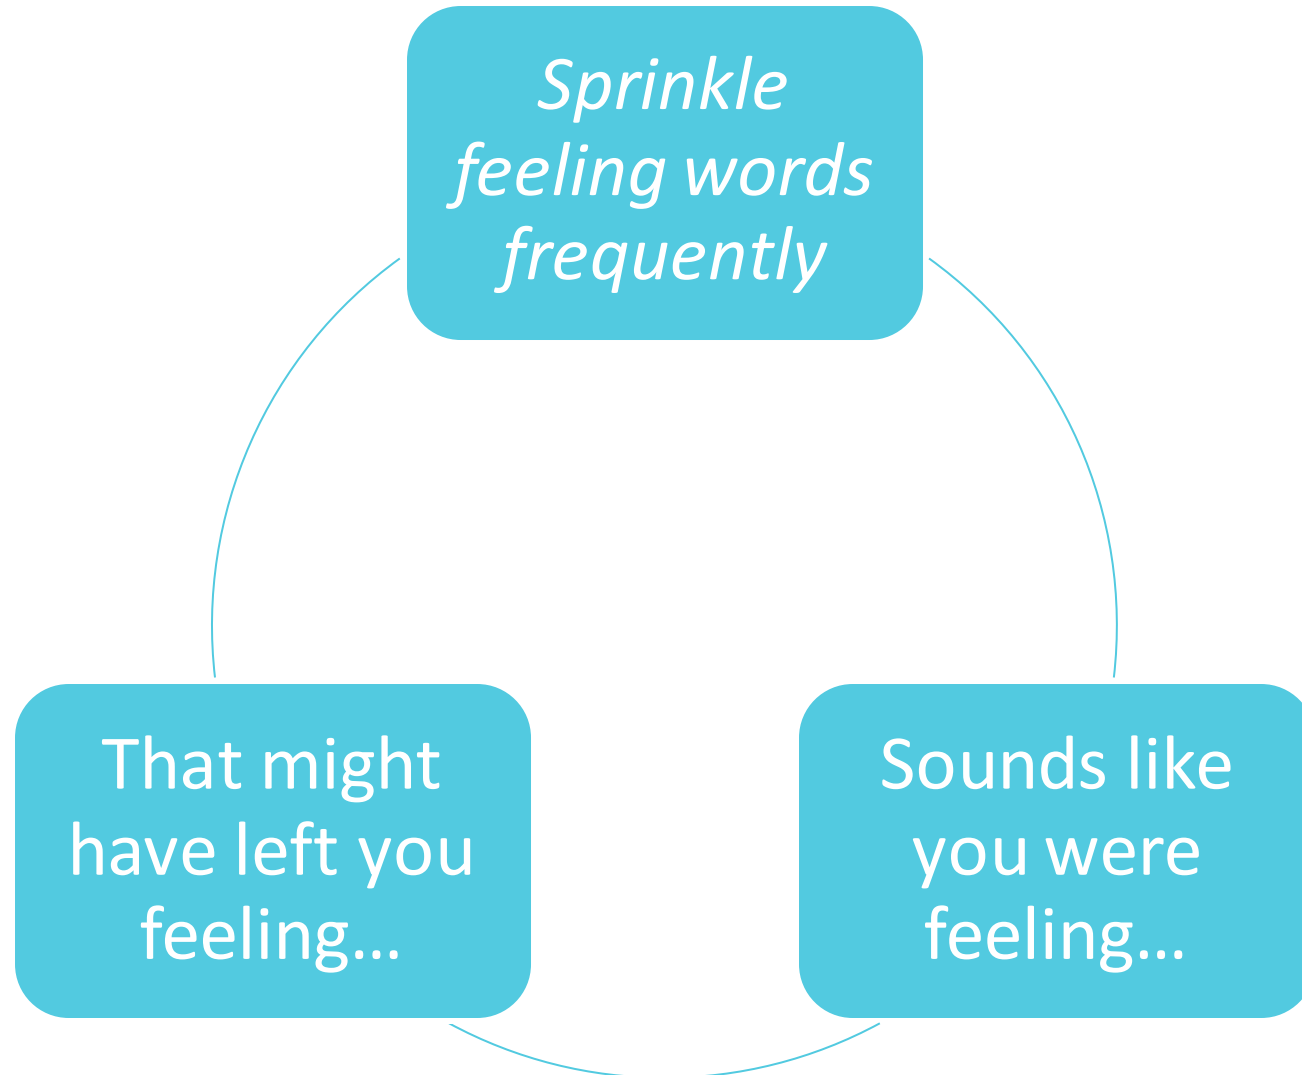 Sprinkle
feeling words
frequently
That might
have left you
feeling...
Sounds like
you were
feeling...